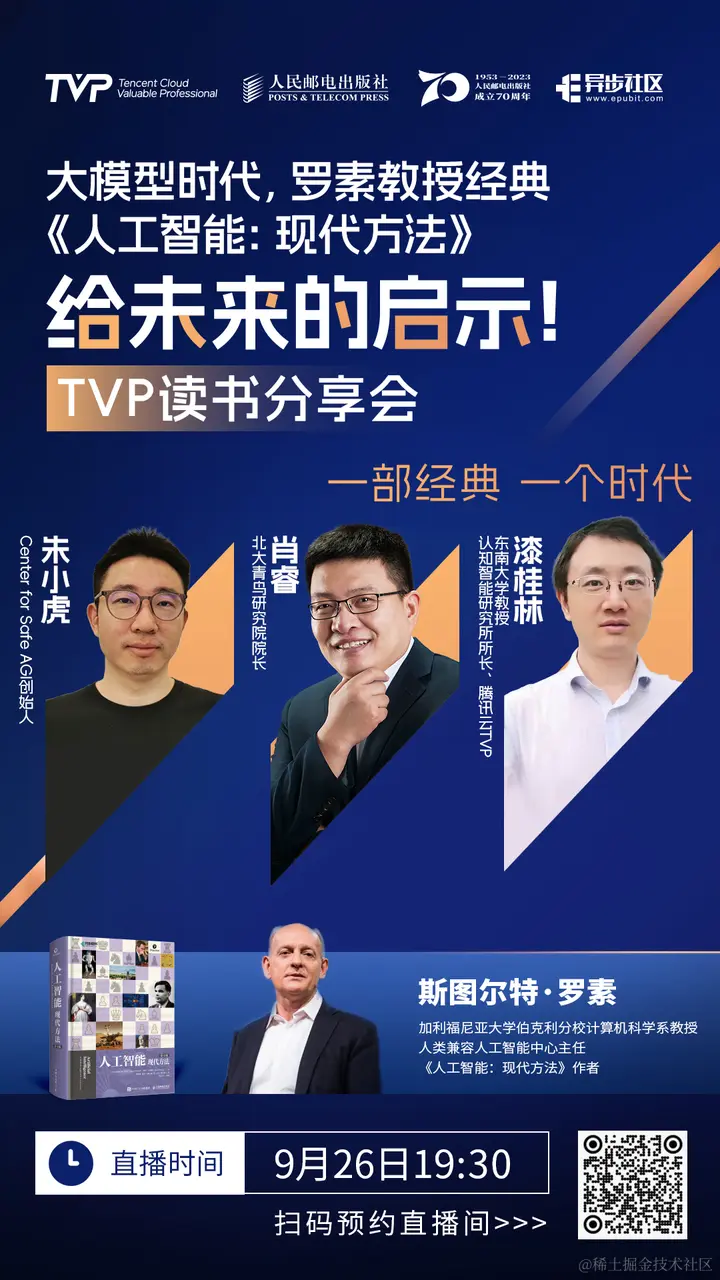 TVP Tencent Cloud
Valuable Professional
人民邮电出版社
POSTS & TELECOM PRESS
70
1953—2023
人民邮电出版社
成立70周年
异步社区
www.epubit.com
大模型时代，罗素教授经典
《人工智能：现代方法》
给未来的启示！
TVP读书分享会
一部经典 一个时代
朱小虎
Center for Safe AGI创始人
肖睿
北大青鸟研究院院长
漆桂林
东南大学教授
认知智能研究所所长、腾讯云TVP
人工智能 现代方法
人工智能 现代方法
斯图尔特·罗素
加利福尼亚大学伯克利分校计算机科学系教授
人类兼容人工智能中心主任
《人工智能：现代方法》作者
直播时间
9月26日19:30
扫码预约直播间>>>
@稀土掘金技术社区